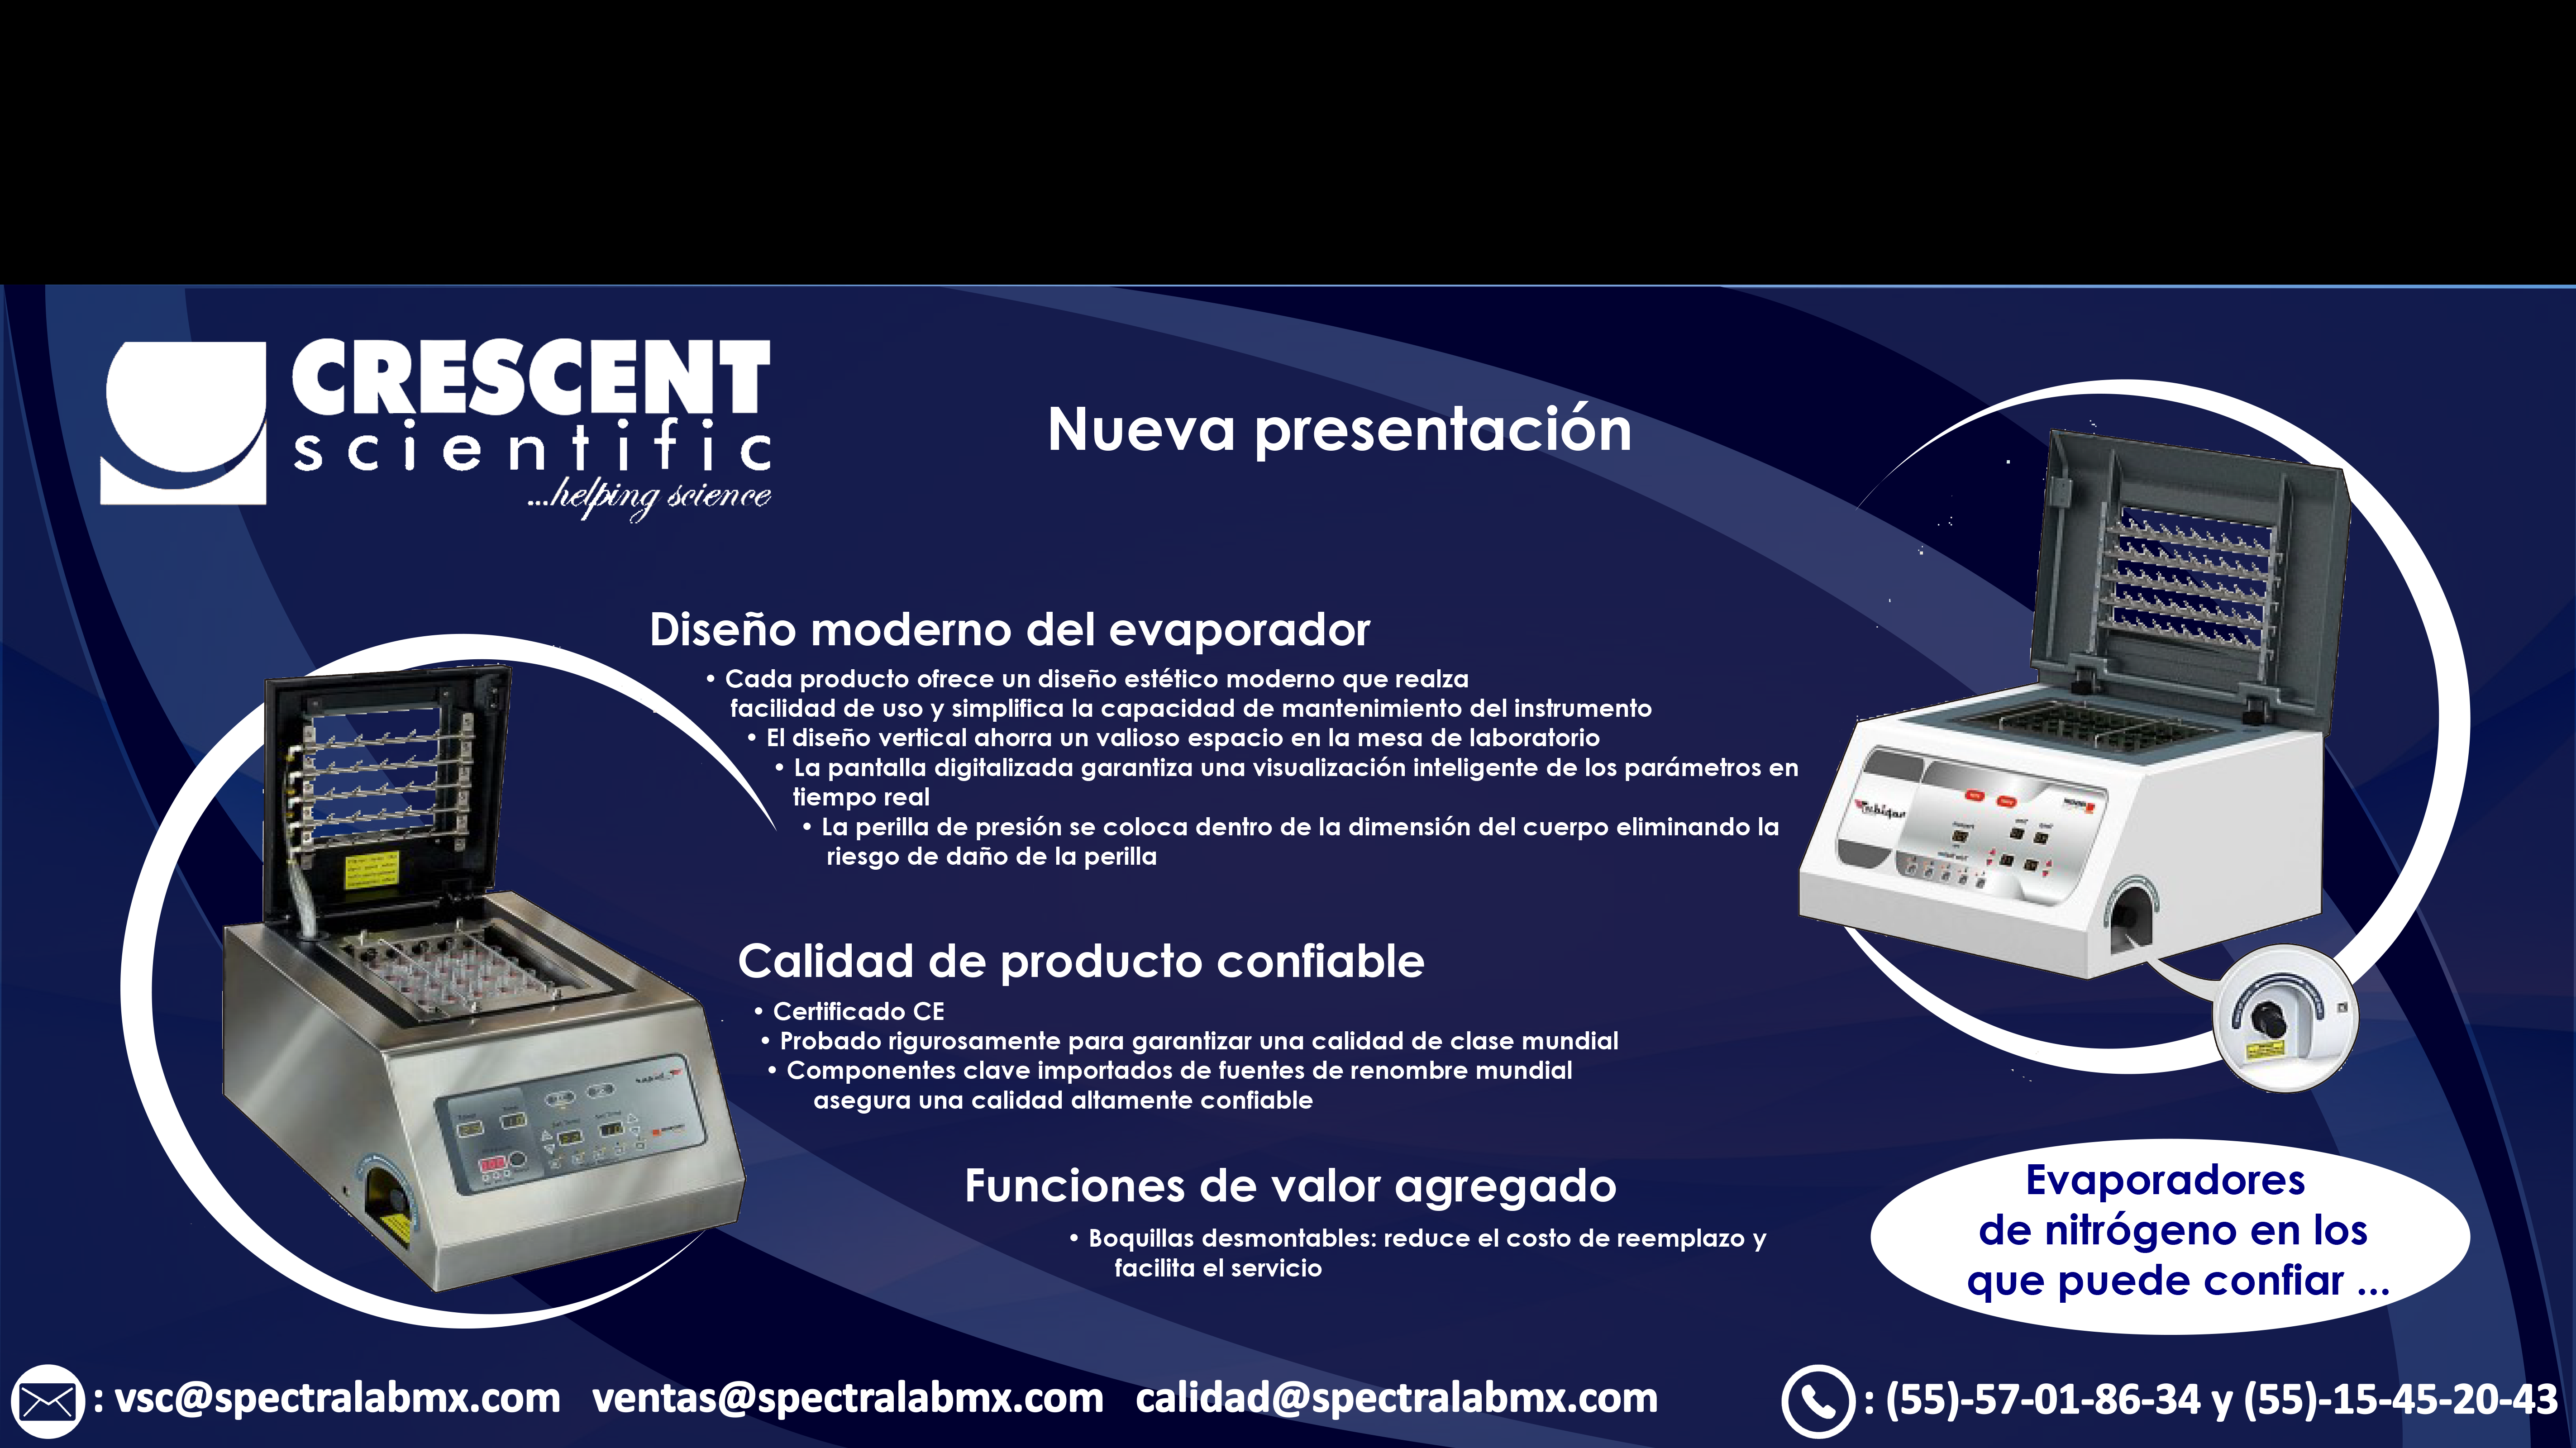 CRESCENT
scientific
...helping science
Nueva presentación
Diseño moderno del evaporador
• Cada producto ofrece un diseño estético moderno que realza
facilidad de uso y simplifica la capacidad de mantenimiento del instrumento
• El diseño vertical ahorra un valioso espacio en la mesa de laboratorio
• La pantalla digitalizada garantiza una visualización inteligente de los parámetros en
tiempo real
• La perilla de presión se coloca dentro de la dimensión del cuerpo eliminando la
riesgo de daño de la perilla
Calidad de producto confiable
• Certificado CE
• Probado rigurosamente para garantizar una calidad de clase mundial
• Componentes clave importados de fuentes de renombre mundial
asegura una calidad altamente confiable
Funciones de valor agregado
• Boquillas desmontables: reduce el costo de reemplazo y
facilita el servicio
Evaporadores
de nitrógeno en los
que puede confiar ...
: vsc@spectralabmx.com ventas@spectralabmx.com calidad@spectralabmx.com
: (55)-57-01-86-34 y (55)-15-45-20-43